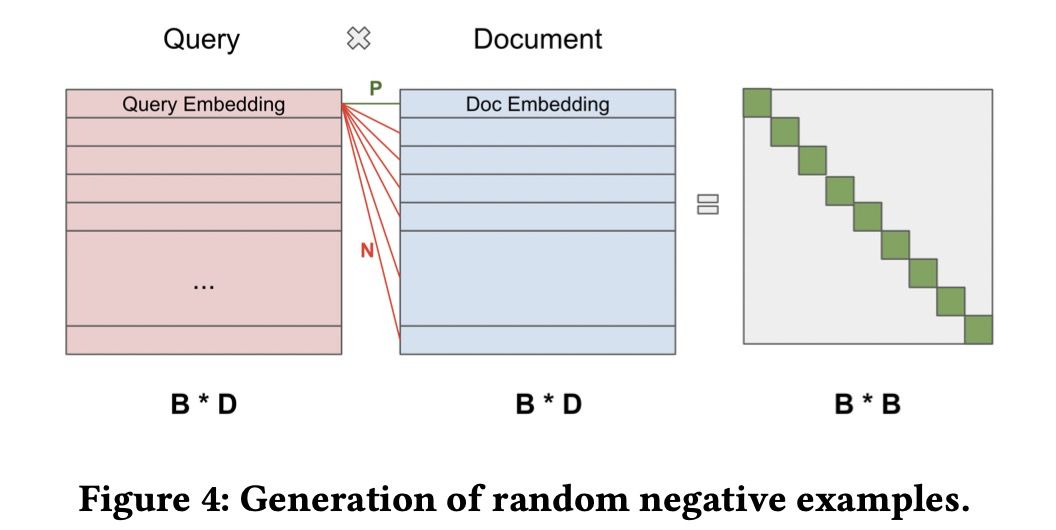 Query Document
P
Query Embedding Doc Embedding
N
...
B * D B * D B * B
Figure 4: Generation of random negative examples.